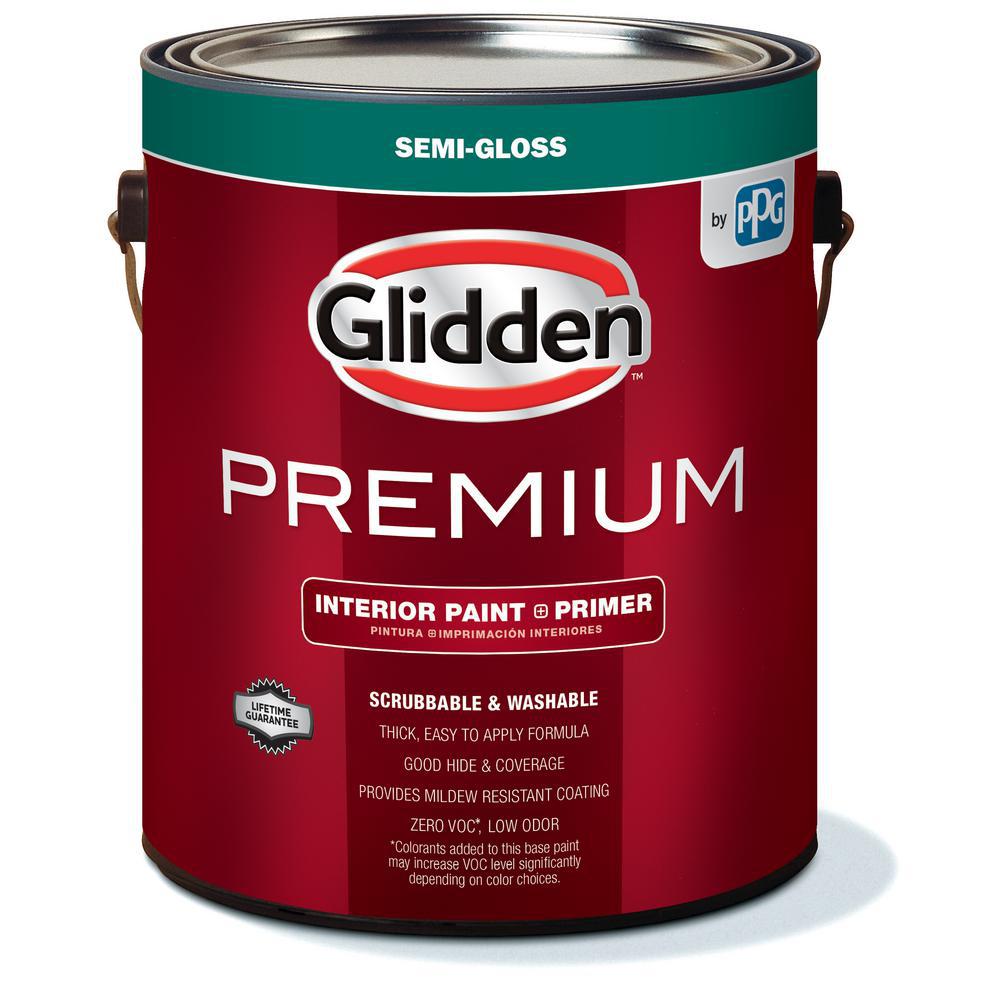 SEMI-GLOSS
by PPG
Glidden™
PREMIUM
INTERIOR PAINT + PRIMER
PINTURA + IMPRIMACIÓN INTERIORES
LIFETIME
GUARANTEE
SCRUBBABLE & WASHABLE
THICK, EASY TO APPLY FORMULA
GOOD HIDE & COVERAGE
PROVIDES MILDEW RESISTANT COATING
ZERO VOC*, LOW ODOR
*Colorants added to this base paint
may increase VOC level significantly
depending on color choices.